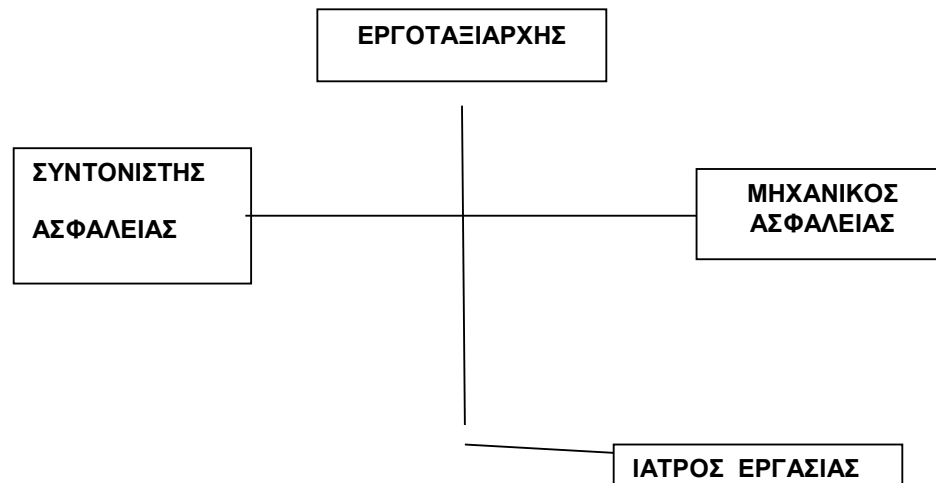 ΕΡΓΟΤΑΞΙΑΡΧΗΣ
ΣΥΝΤΟΝΙΣΤΗΣ
ΑΣΦΑΛΕΙΑΣ
ΜΗΧΑΝΙΚΟΣ
ΑΣΦΑΛΕΙΑΣ
ΙΑΤΡΟΣ ΕΡΓΑΣΙΑΣ